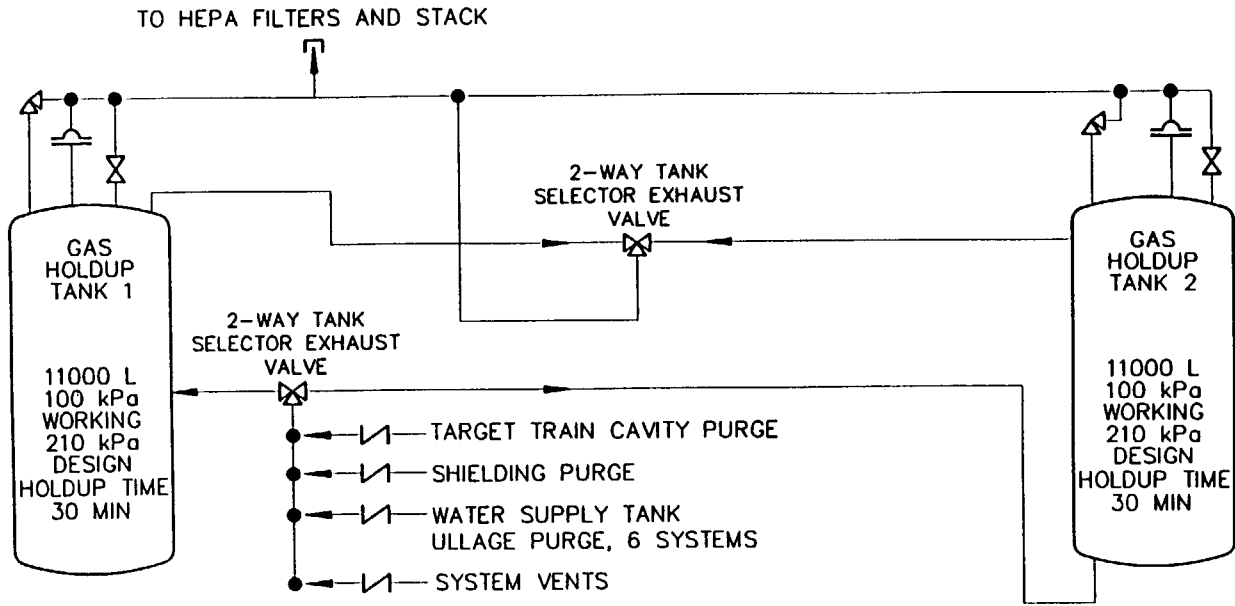 TO HEPA FILTERS AND STACK
2-WAY TANK
SELECTOR EXHAUST
VALVE
GAS
HOLDUP
TANK 1
GAS
HOLDUP
TANK 2
2-WAY TANK
SELECTOR EXHAUST
VALVE
11000 L
100 kPa
WORKING
210 kPa
DESIGN
HOLDUP TIME
30 MIN
11000 L
100 kPa
WORKING
210 kPa
DESIGN
HOLDUP TIME
30 MIN
TARGET TRAIN CAVITY PURGE
SHIELDING PURGE
WATER SUPPLY TANK
ULLAGE PURGE, 6 SYSTEMS
SYSTEM VENTS